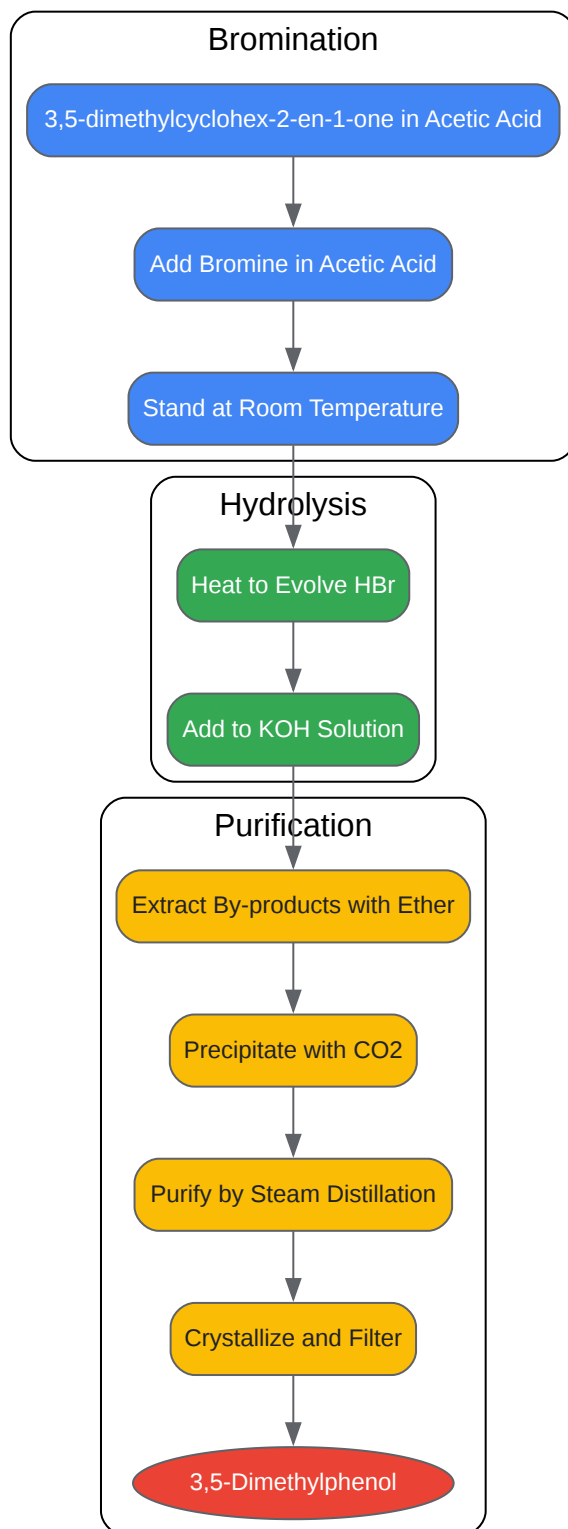 Bromination
3,5-dimethylcyclohex-2-en-1-one in Acetic Acid
Add Bromine in Acetic Acid
Stand at Room Temperature
Hydrolysis
Heat to Evolve HBr
Add to KOH Solution
Purification
Extract By-products with Ether
Precipitate with CO2
Purify by Steam Distillation
Crystallize and Filter
3,5-Dimethylphenol